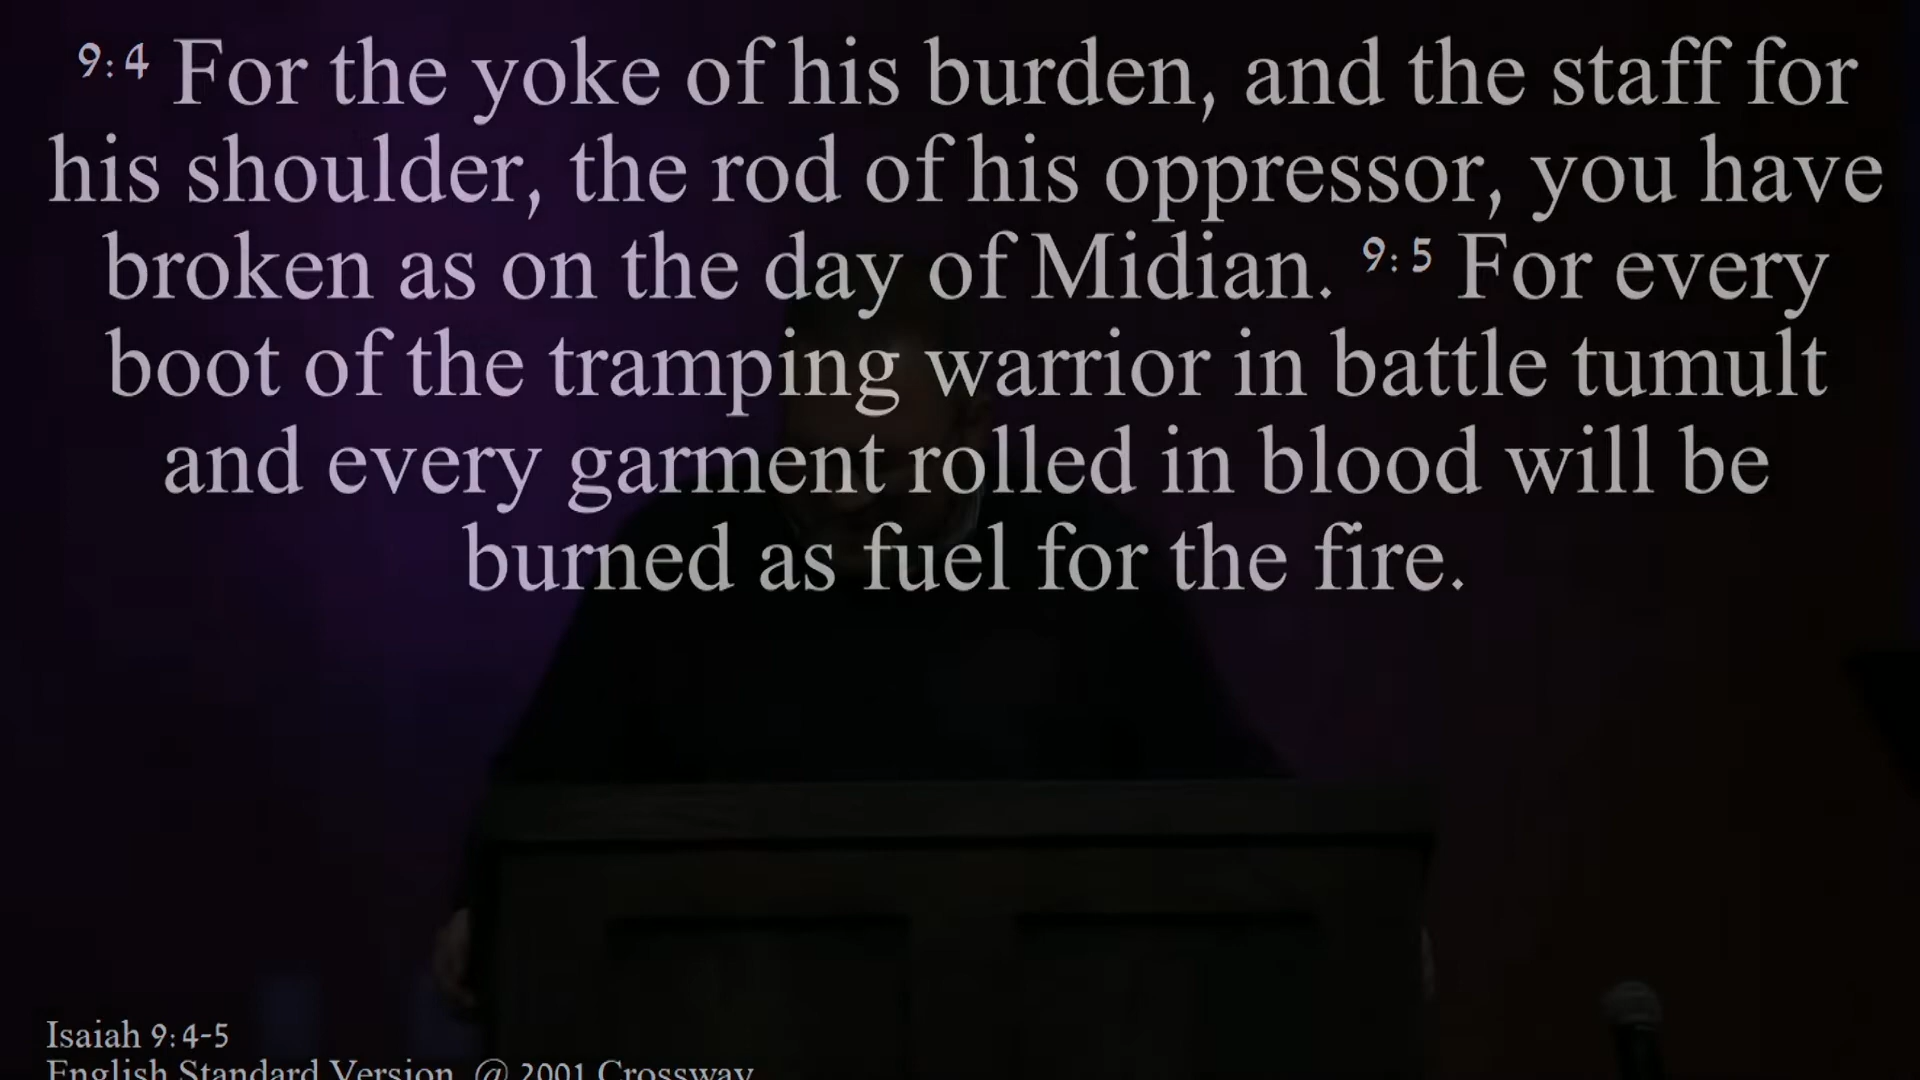 9:4 For the yoke of his burden, and the staff for
his shoulder, the rod of his oppressor, you have
broken as on the day of Midian. 9:5 For every
boot of the tramping warrior in battle tumult
and every garment rolled in blood will be
burned as fuel for the fire.
Isaiah 9:4-5
English Standard Version, @ 2001 Crossway